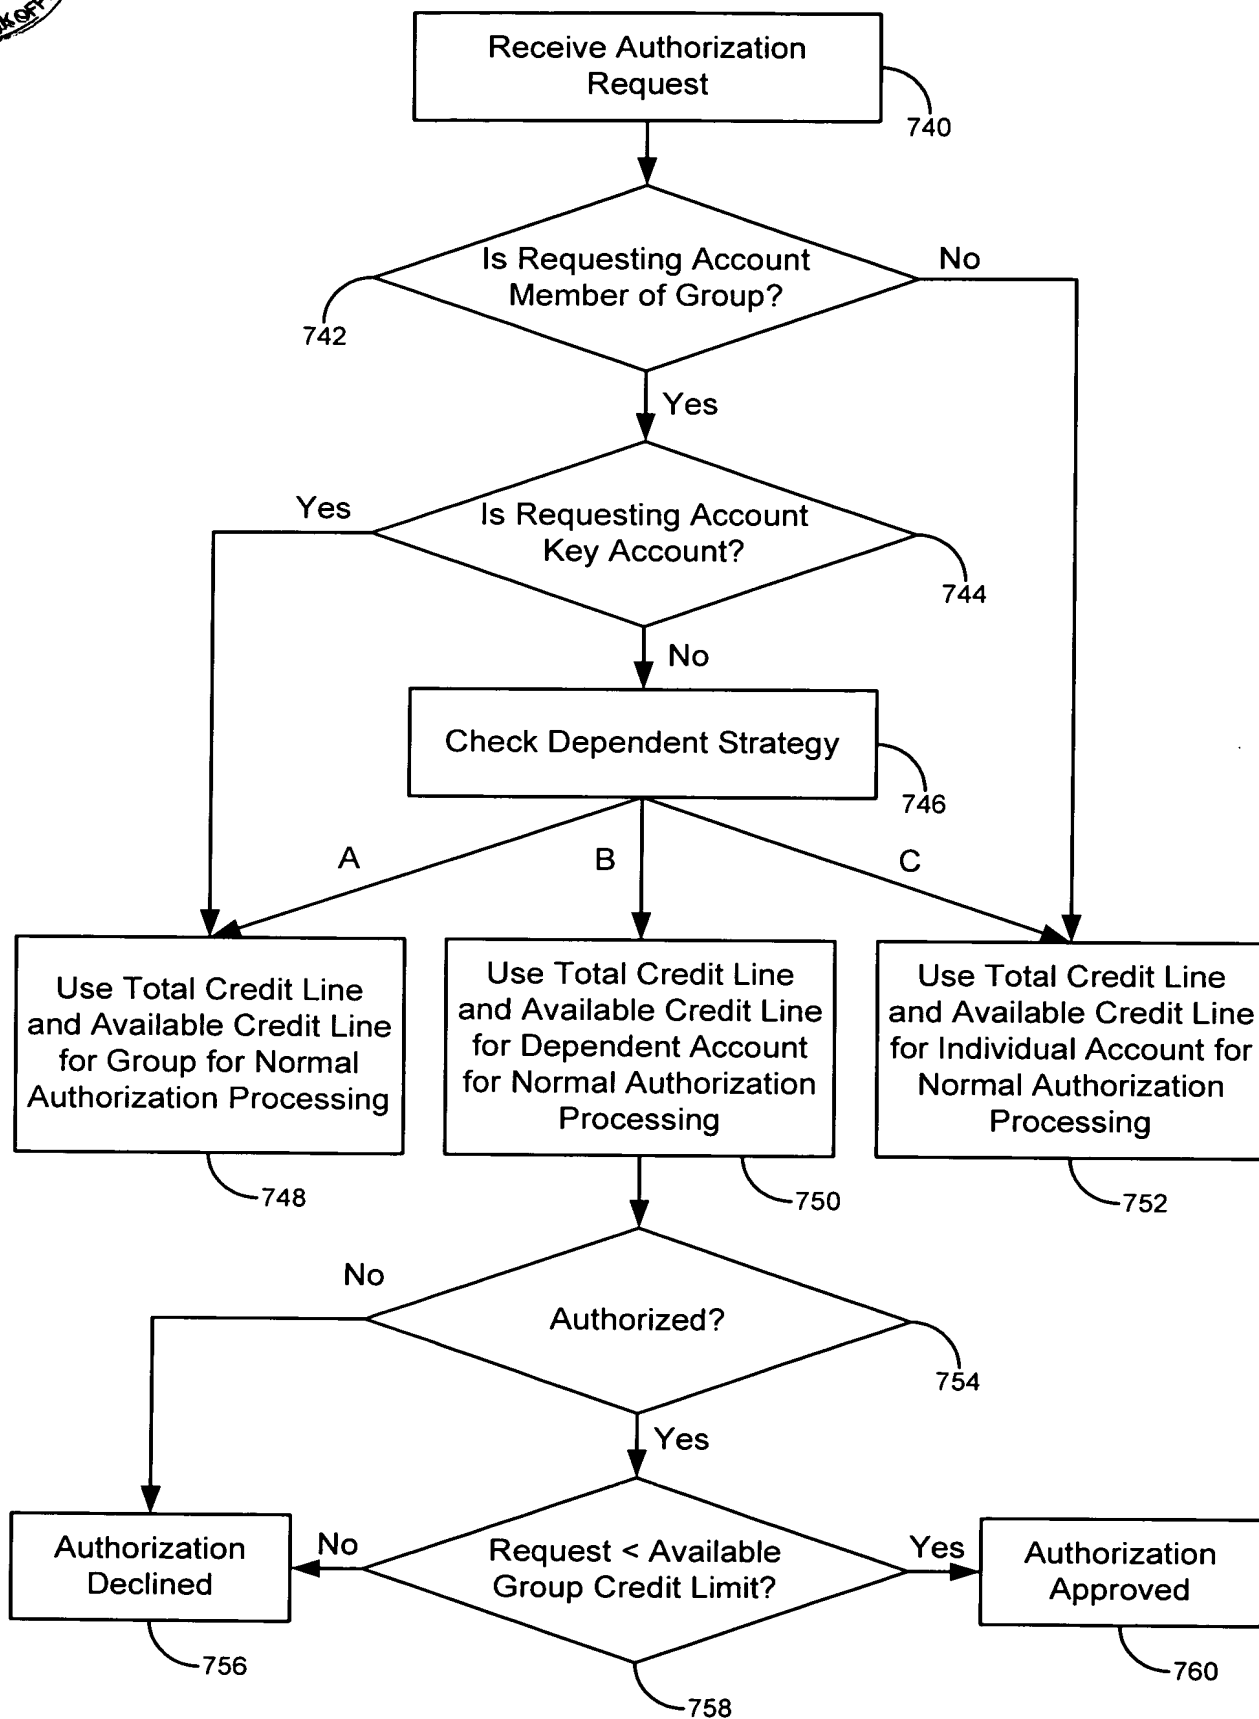 Receive Authorization
Request
740
Is Requesting Account
Member of Group?
No
742
Yes
Yes
Is Requesting Account
Key Account?
744
No
Check Dependent Strategy
746
A
B
C
Use Total Credit Line
and Available Credit Line
for Group for Normal
Authorization Processing
748
Use Total Credit Line
and Available Credit Line
for Dependent Account
for Normal Authorization
Processing
750
Use Total Credit Line
and Available Credit Line
for Individual Account for
Normal Authorization
Processing
752
No
Authorized?
754
Yes
Authorization
Declined
756
No
Request < Available
Group Credit Limit?
758
Yes
Authorization
Approved
760